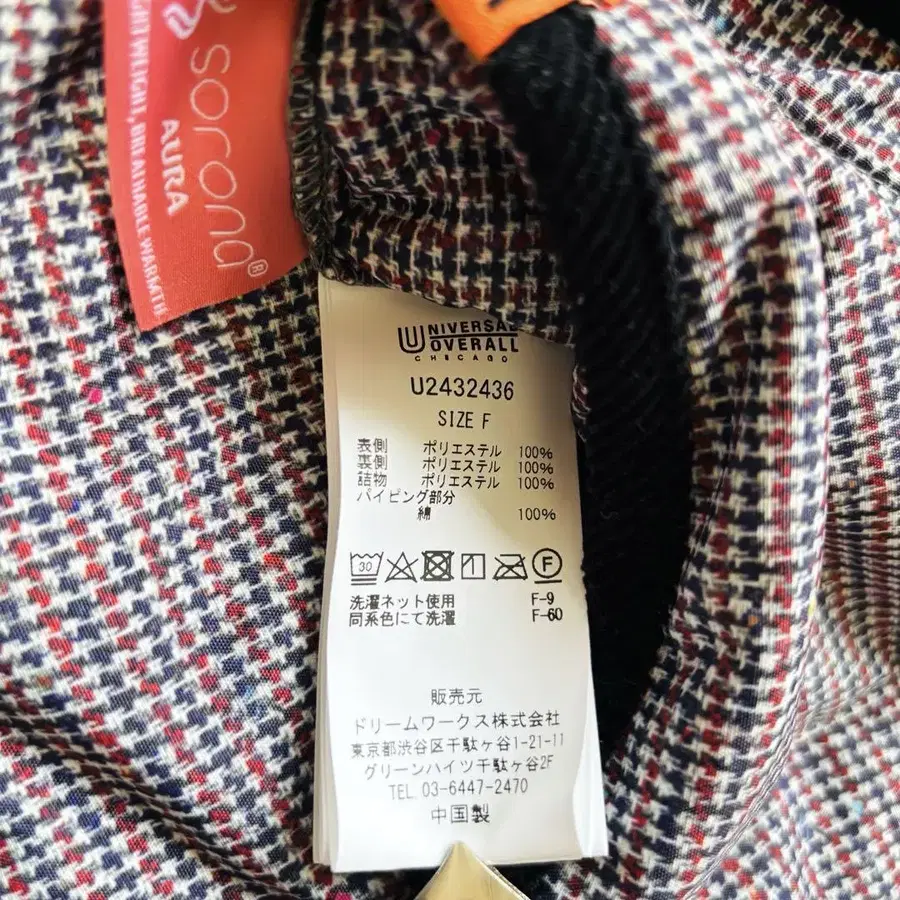 sorona®
AURA
LIGHTWEIGHT, BREATHABLE WARMTH
UNIVERSAL
OVERALL
CHICAGO
U2432436
SIZE F
表側 ポリエステル 100%
裏側 ポリエステル 100%
詰物 ポリエステル 100%
パイピング部分
綿 100%
30 F
洗濯ネット使用 F-9
同系色にて洗濯 F-60
販売元
ドリームワークス株式会社
東京都渋谷区千駄ヶ谷1-21-11
グリーンハイツ千駄ヶ谷2F
TEL. 03-6447-2470
中国製